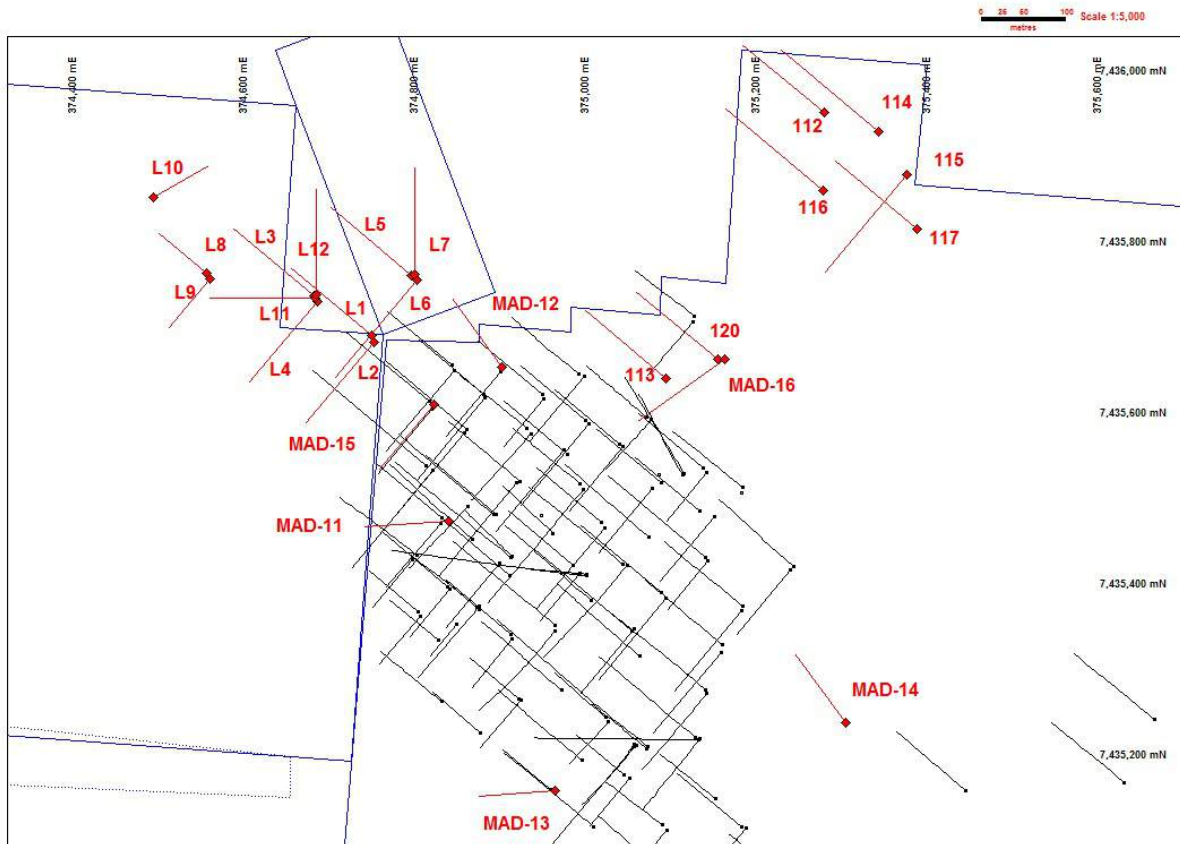 0 25 50 100 Scale 1:5,000
metres
374,400 mE
374,600 mE
374,800 mE
375,000 mE
375,200 mE
375,400 mE
375,600 mE
7,436,000 mN
114
112
115
L10
116
L5
L3
L12
L7
117
L8
7,435,800 mN
L9
L11
L1
L6
MAD-12
120
L4
L2
113
MAD-16
7,435,600 mN
MAD-15
MAD-11
7,435,400 mN
MAD-14
7,435,200 mN
MAD-13